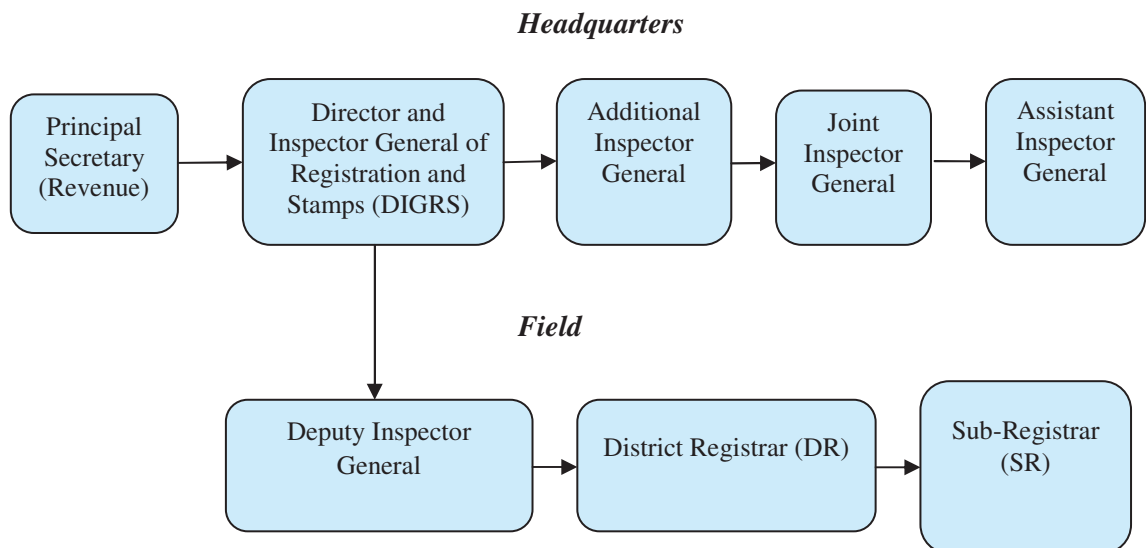 Headquarters
Principal
Secretary
(Revenue)
Director and
Inspector General of
Registration and
Stamps (DIGRS)
Additional
Inspector
General
Joint
Inspector
General
Assistant
Inspector
General
Field
Deputy Inspector
General
District Registrar (DR)
Sub-Registrar
(SR)